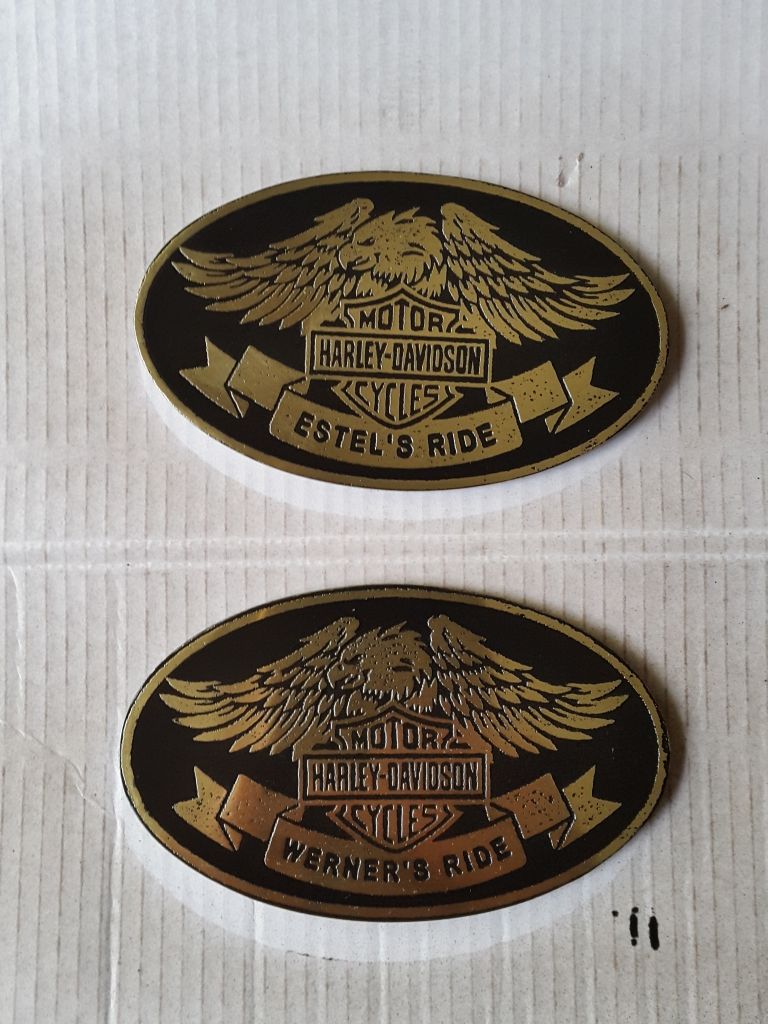 MOTOR
HARLEY-DAVIDSON
CYCLES
ESTEL'S RIDE
MOTOR
HARLEY-DAVIDSON
CYCLES
WERNER'S RIDE